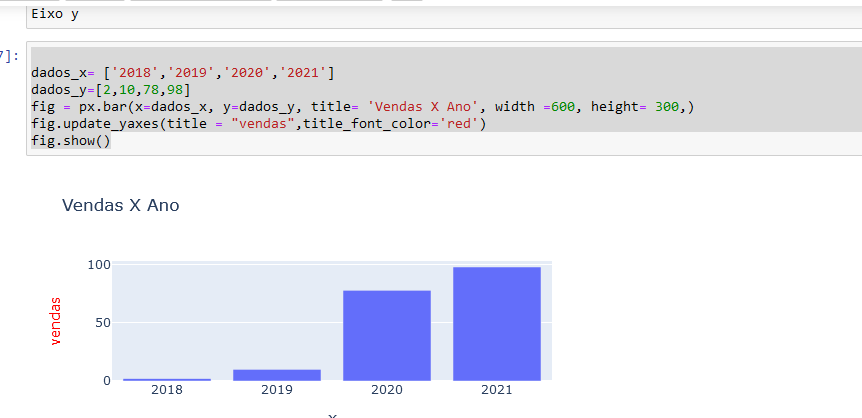 Eixo y
7]:
dados_x= ['2018','2019','2020','2021']
dados_y=[2,10,78,98]
fig = px.bar(x=dados_x, y=dados_y, title= 'Vendas X Ano', width =600, height= 300,)
fig.update_yaxes(title = "vendas",title_font_color='red')
fig.show()
Vendas X Ano
100
50
0
vendas
2018 2019 2020 2021